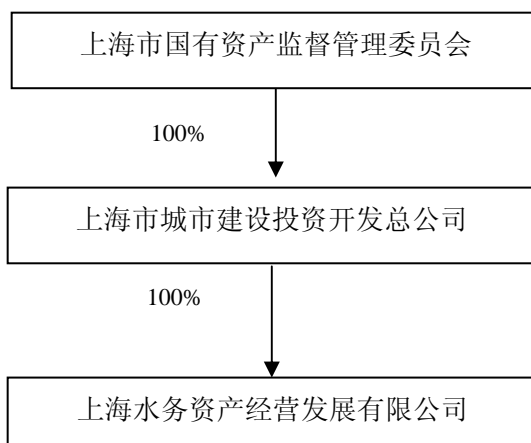 上海市国有资产监督管理委员会
100%
上海市城市建设投资开发总公司
100%
上海水务资产经营发展有限公司